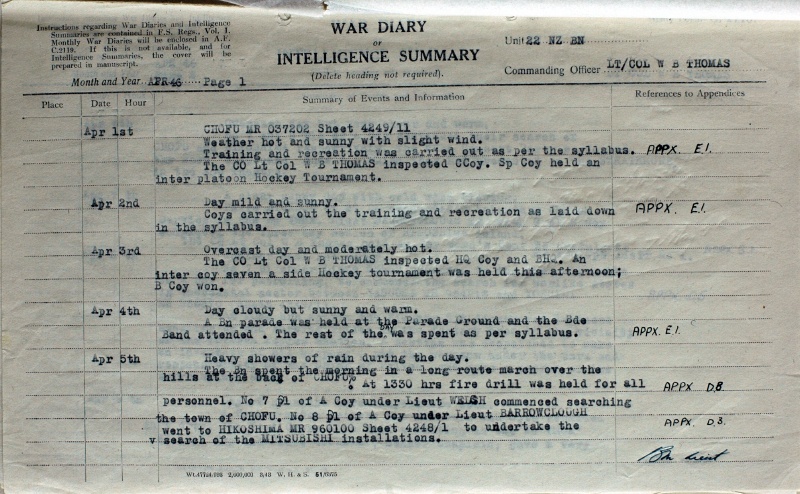 Instructions regarding War Diaries and Intelligence
Summaries are contained in F.S. Regs., Vol. I.
Monthly War Diaries will be enclosed in A.F.
C.2119. If this is not available, and for
Intelligence Summaries, the cover will be
prepared in manuscript.
Month and Year APR 46 Page 1
WAR DIARY
or
INTELLIGENCE SUMMARY
(Delete heading not required).
Unit 22 NZ BN
Commanding Officer LT/COL W B THOMAS
Place Date Hour Summary of Events and Information References to Appendices
Apr 1st CHOFU MR 037202 Sheet 4249/11
Weather hot and sunny with slight wind.
Training and recreation was carried out as per the syllabus. APPX. E.1.
The CO Lt Col W B THOMAS inspected CCoy. Sp Coy held an
inter platoon Hockey Tournament.
Apr 2nd Day mild and sunny.
Coys carried out the training and recreation as laid down APPX. E.1.
in the syllabus.
Apr 3rd Overcast day and moderately hot.
The CO Lt Col W B THOMAS inspected HQ Coy and BHQ. An
inter coy seven a side Hockey tournament was held this afternoon;
B Coy won.
Apr 4th Day cloudy but sunny and warm.
A Bn parade was held at the Parade Ground and the Bde
Band attended . The rest of the day was spent as per syllabus. APPX. E.1.
Apr 5th Heavy showers of rain during the day.
The Bn spent the morning in a long route march over the
hills at the back of CHOFU. At 1330 hrs fire drill was held for all APPX D.8
personnel. No 7 pl of A Coy under Lieut WELSH commenced searching
the town of CHOFU. No 8 pl of A Coy under Lieut BARROWCLOUGH APPX. D.3.
went to HIKOSHIMA MR 960100 Sheet 4248/1 to undertake the
v search of the MITSUBISHI installations.
Lieut
2,000,000 3/43 W. H. & S. 51/